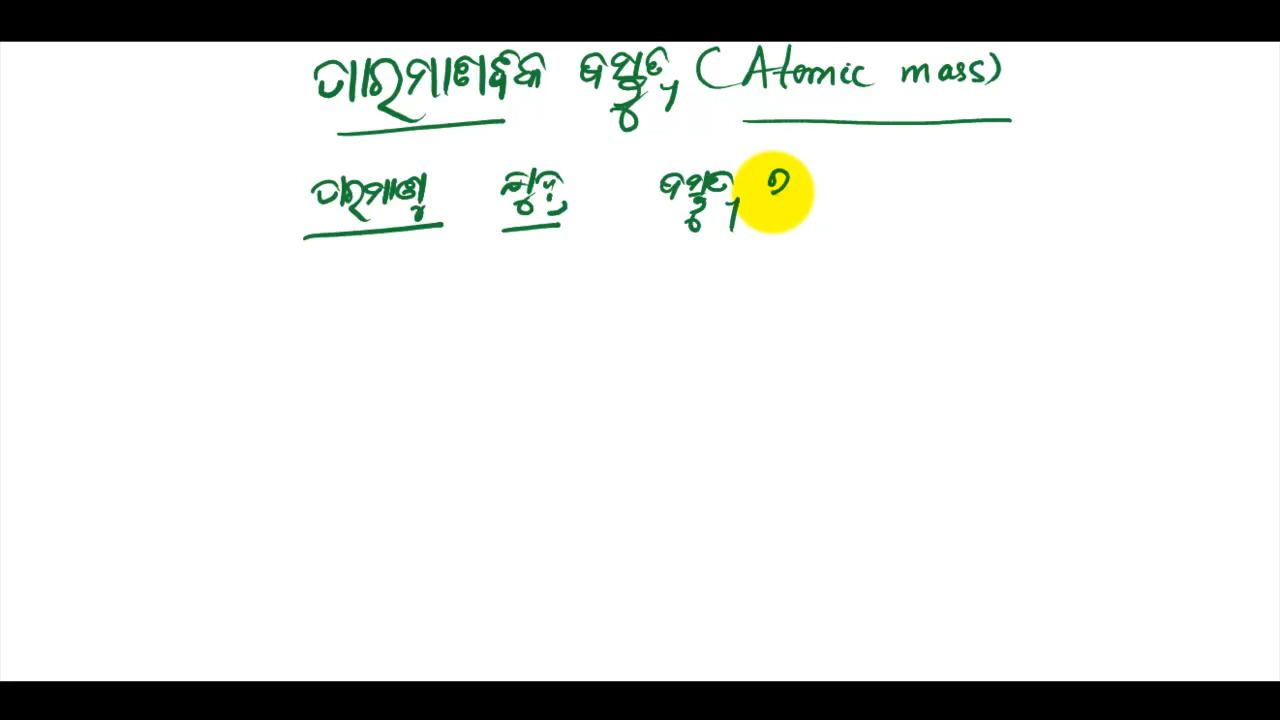 ପାରମାଣବିକ ବସ୍ତୁତ୍ୱ (Atomic mass)
ପରମାଣୁ କ୍ଷୁଦ୍ର ବସ୍ତୁତ୍ୱ